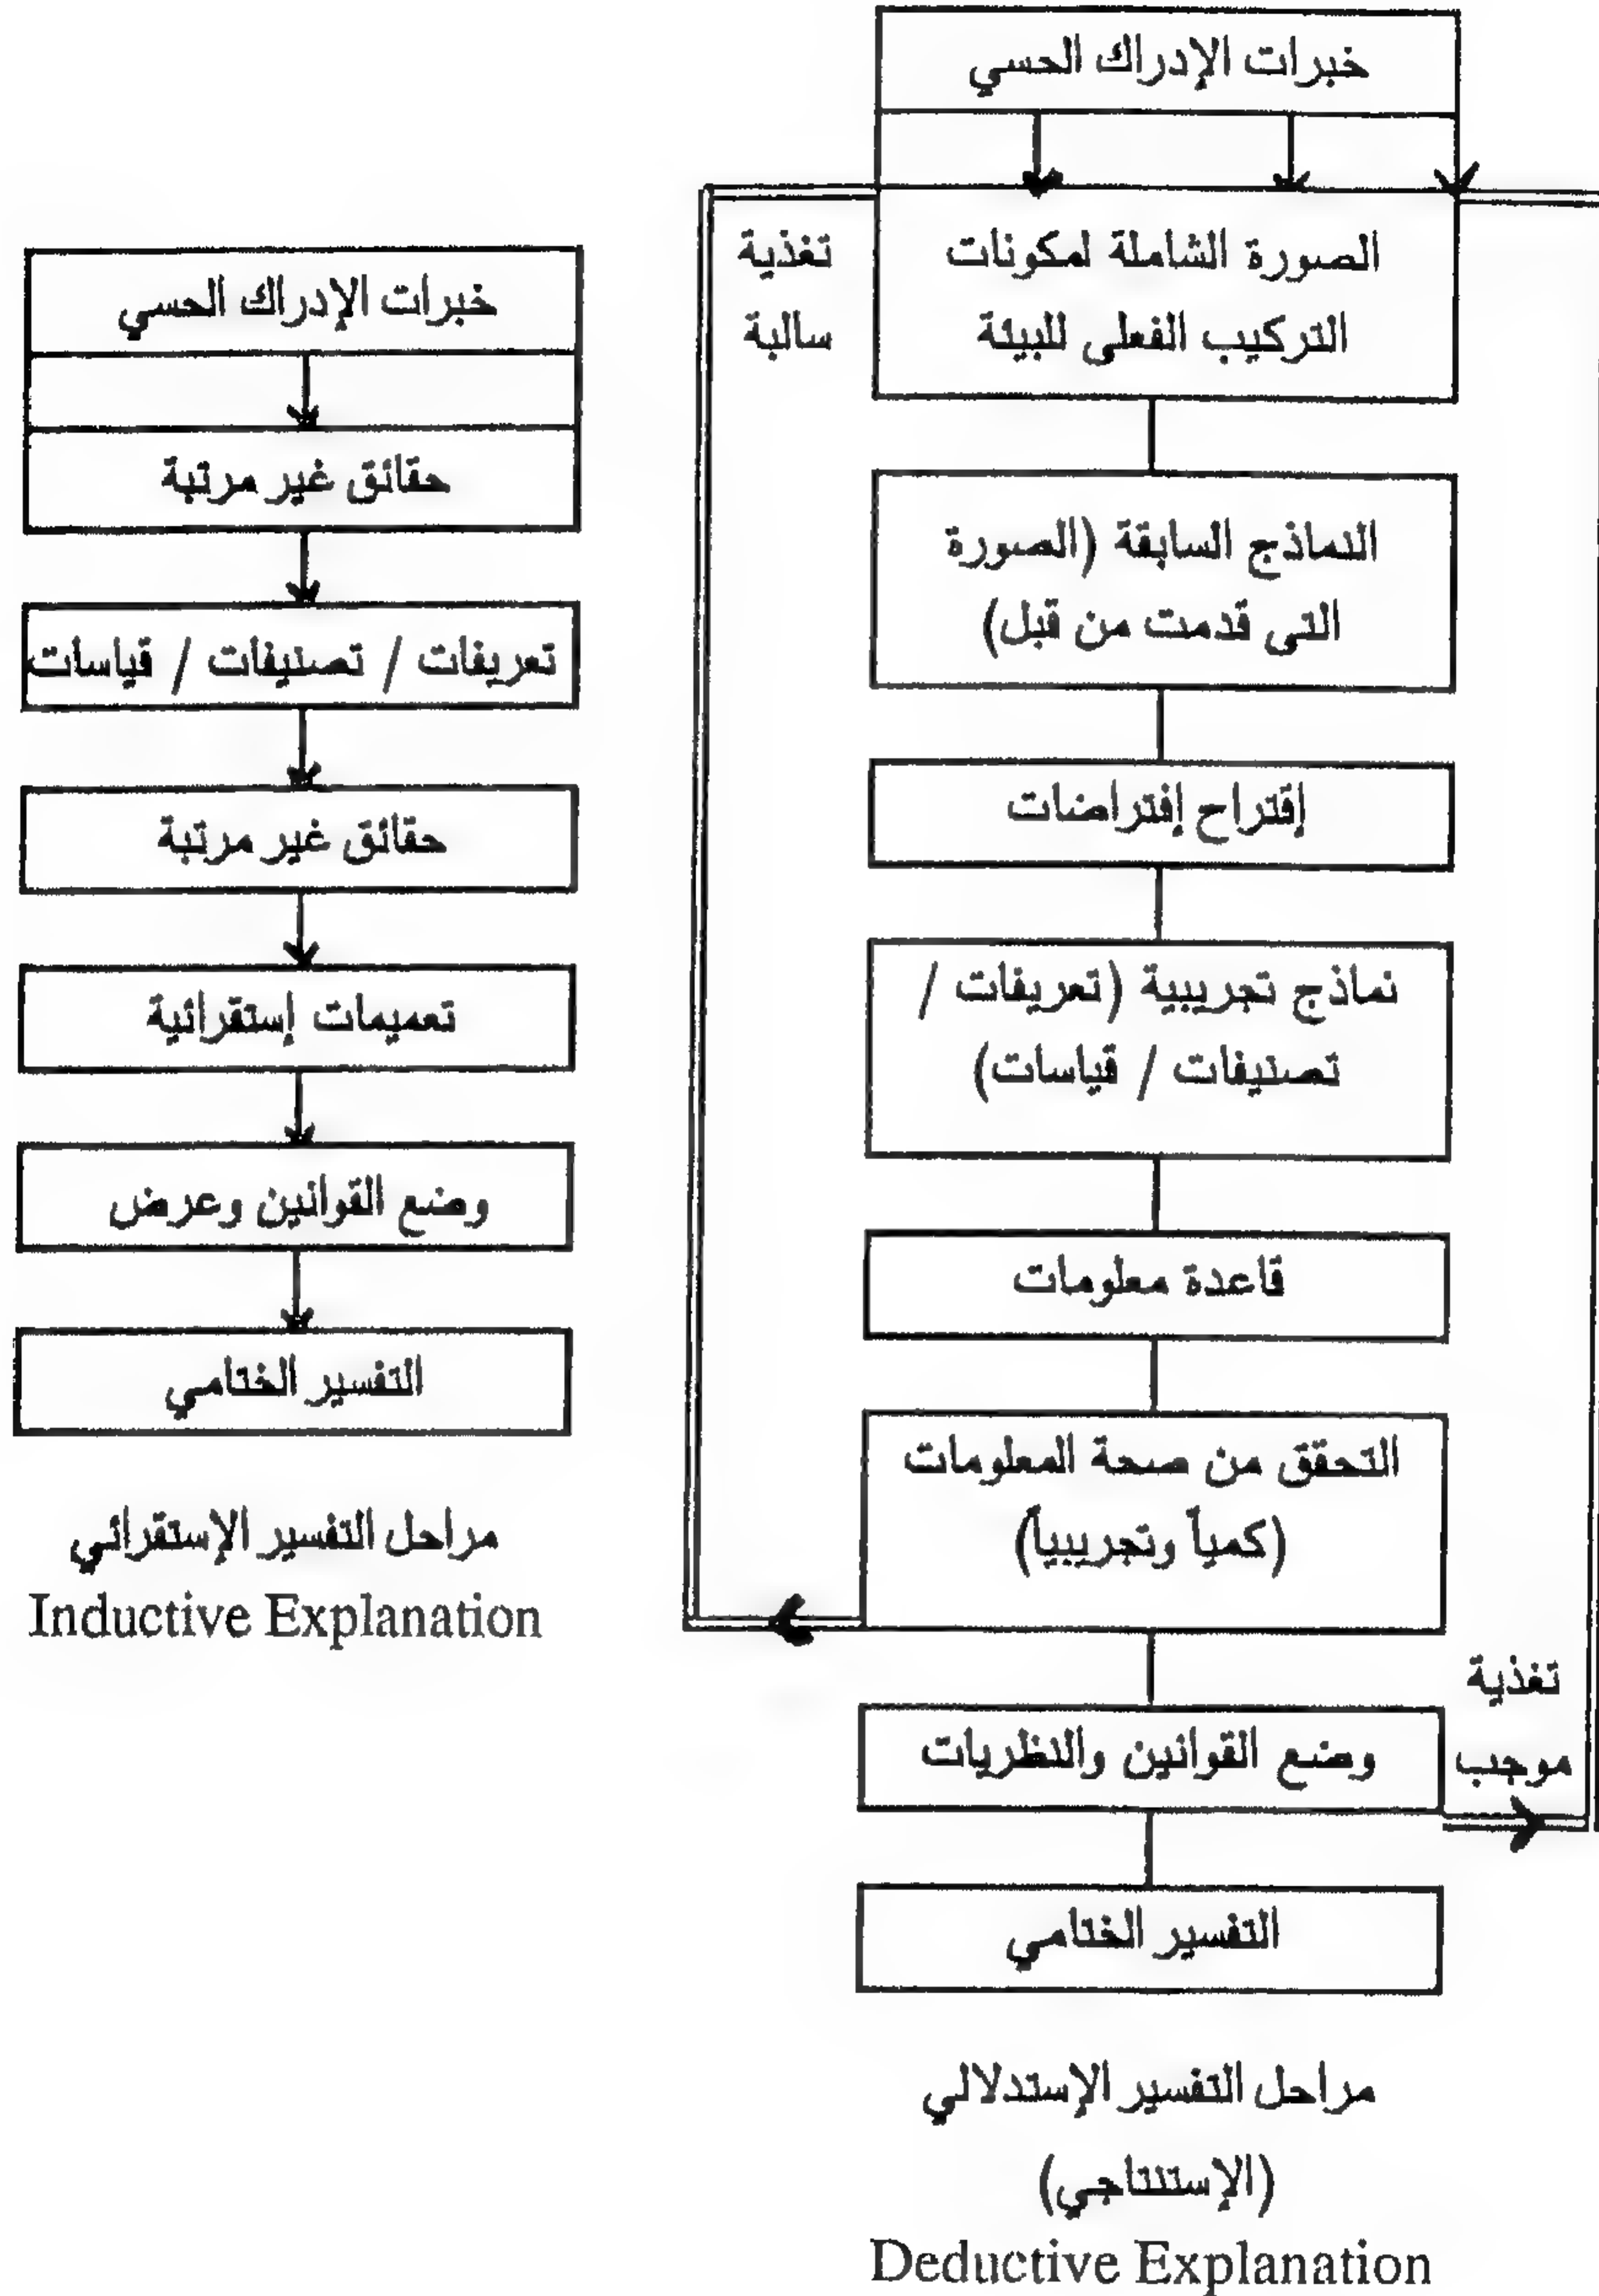 خبرات الإدراك الحسي
الصورة الشاملة لمكونات
التركيب الفعلى للبيئة
تغذية
سالبة
النماذج السابقة (الصورة
التى قدمت من قبل)
إقتراح إفتراضات
نماذج تجريبية (تعريفات /
تصنيفات / قياسات)
قاعدة معلومات
التحقق من صحة المعلومات
(كمياً وتجريبياً)
تغذية
موجب
وضع القوانين والنظريات
التفسير الختامي
مراحل التفسير الإستدلالي
(الإستنتاجي)
Deductive Explanation
خبرات الإدراك الحسي
حقائق غير مرتبة
تعريفات / تصنيفات / قياسات
حقائق غير مرتبة
تعميمات إستقرائية
وضع القوانين وعرض
التفسير الختامي
مراحل التفسير الإستقرائي
Inductive Explanation